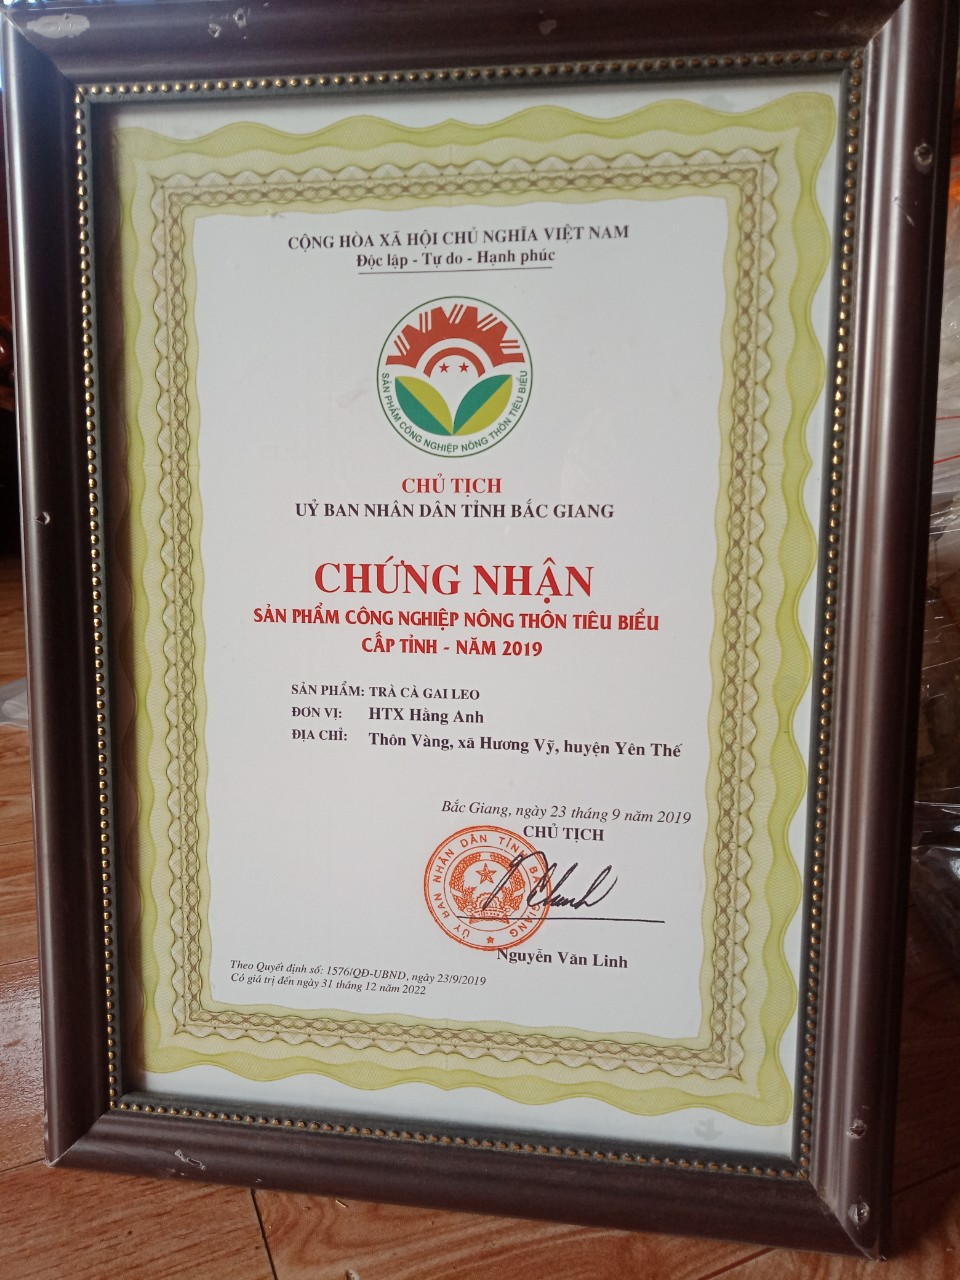 CỘNG HÒA XÃ HỘI CHỦ NGHĨA VIỆT NAM
Độc lập - Tự do - Hạnh phúc
SẢN PHẨM CÔNG NGHIỆP NÔNG THÔN TIÊU BIỂU
CHỦ TỊCH
UỶ BAN NHÂN DÂN TỈNH BẮC GIANG
CHỨNG NHẬN
SẢN PHẨM CÔNG NGHIỆP NÔNG THÔN TIÊU BIỂU
CẤP TỈNH - NĂM 2019
SẢN PHẨM: TRÀ CÀ GAI LEO
ĐƠN VỊ: HTX Hằng Anh
ĐỊA CHỈ: Thôn Vàng, xã Hương Vỹ, huyện Yên Thế
Bắc Giang, ngày 23 tháng 9 năm 2019
CHỦ TỊCH
ỦY BAN NHÂN DÂN TỈNH BẮC GIANG
Nguyễn Văn Linh
Theo Quyết định số: 1576/QĐ-UBND, ngày 23/9/2019
Có giá trị đến ngày 31 tháng 12 năm 2022